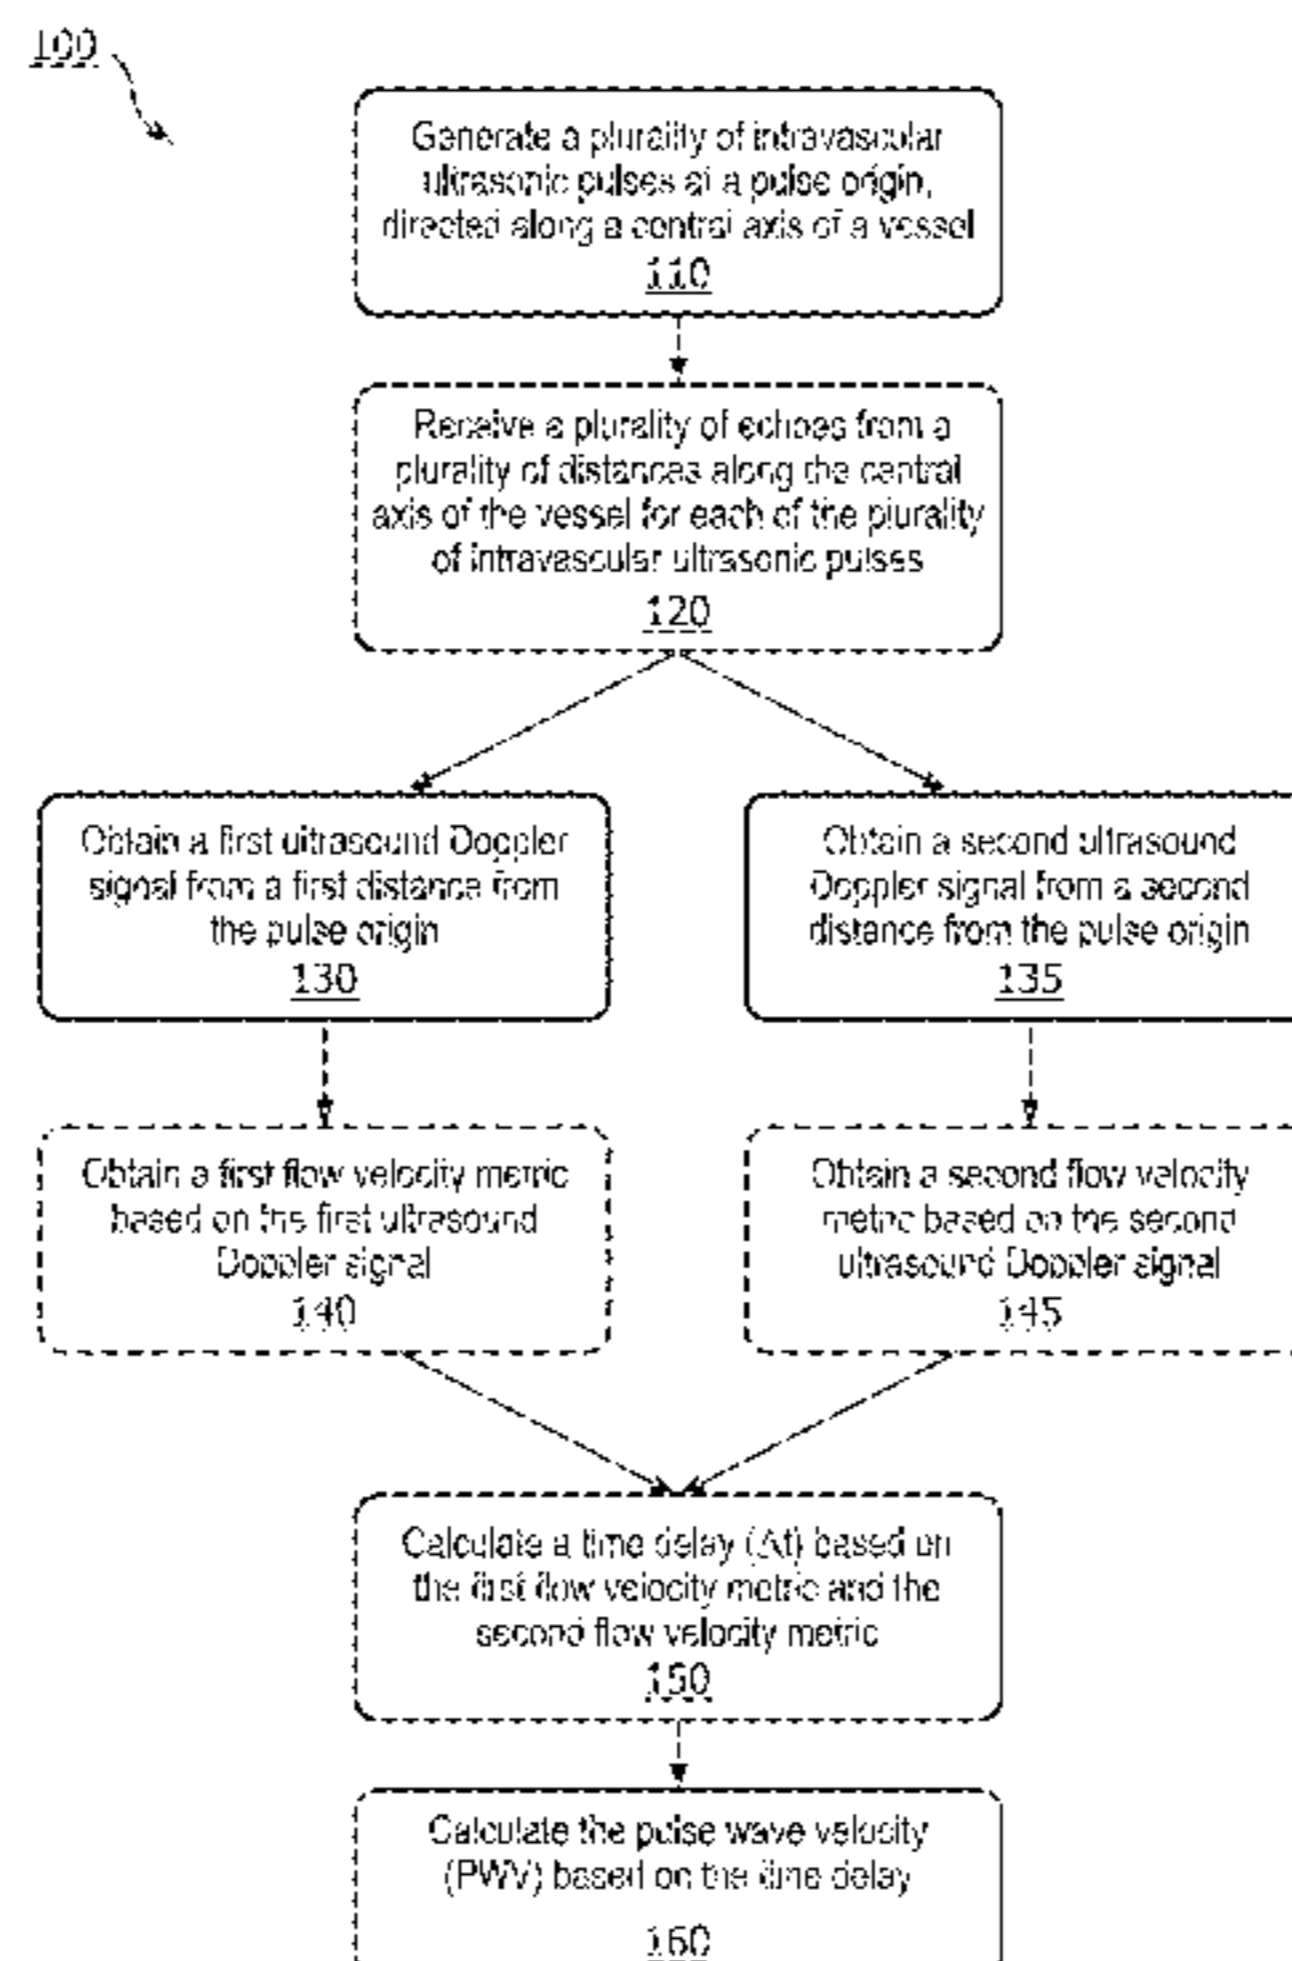 100
Generate a plurality of intravascular
ultrasonic pulses at a pulse origin,
directed along a central axis of a vessel
110
Receive a plurality of echoes from a
plurality of distances along the central
axis of the vessel for each of the plurality
of intravascular ultrasonic pulses
120
Obtain a first ultrasound Doppler
signal from a first distance from
the pulse origin
130
Obtain a second ultrasound
Doppler signal from a second
distance from the pulse origin
135
Obtain a first flow velocity metric
based on the first ultrasound
Doppler signal
140
Obtain a second flow velocity
metric based on the second
ultrasound Doppler signal
145
Calculate a time delay (Δt) based on
the first flow velocity metric and the
second flow velocity metric
150
Calculate the pulse wave velocity
(PWV) based on the time delay
160